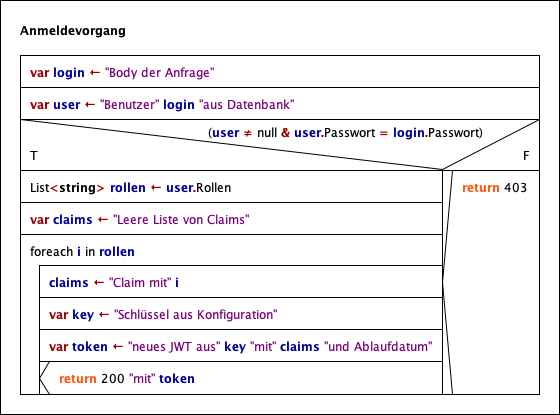 Anmeldevorgang
var login ← "Body der Anfrage"
var user ← "Benutzer" login "aus Datenbank"
(user ≠ null & user.Passwort = login.Passwort)
T F
List<string> rollen ← user.Rollen
return 403
var claims ← "Leere Liste von Claims"
foreach i in rollen
claims ← "Claim mit" i
var key ← "Schlüssel aus Konfiguration"
var token ← "neues JWT aus" key "mit" claims "und Ablaufdatum"
return 200 "mit" token